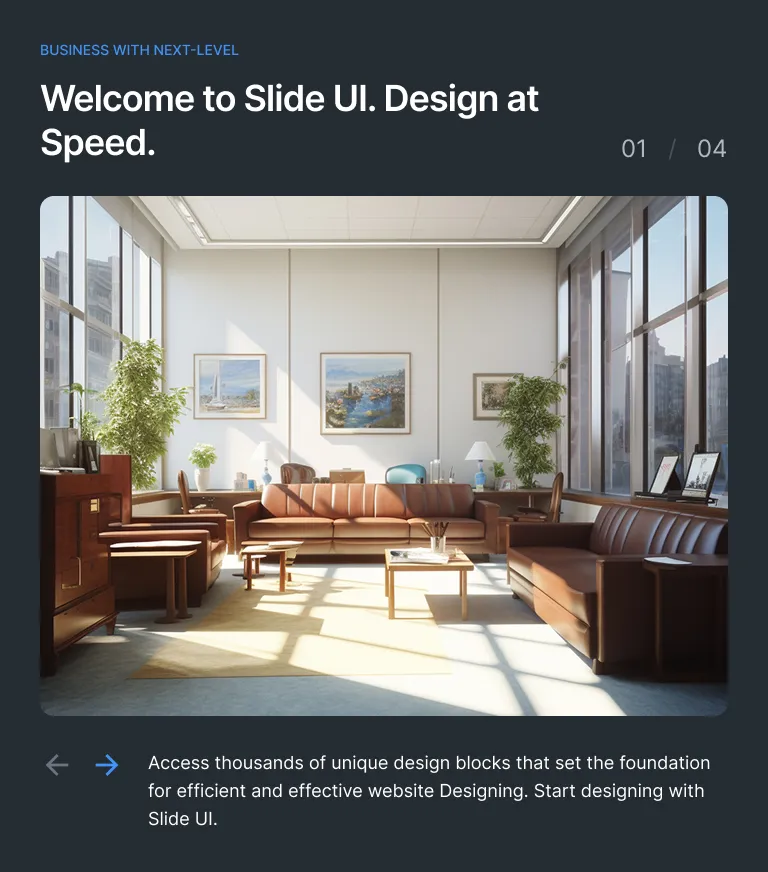 BUSINESS WITH NEXT-LEVEL
Welcome to Slide UI. Design at
Speed.
01 / 04
Access thousands of unique design blocks that set the foundation
for efficient and effective website Designing. Start designing with
Slide UI.